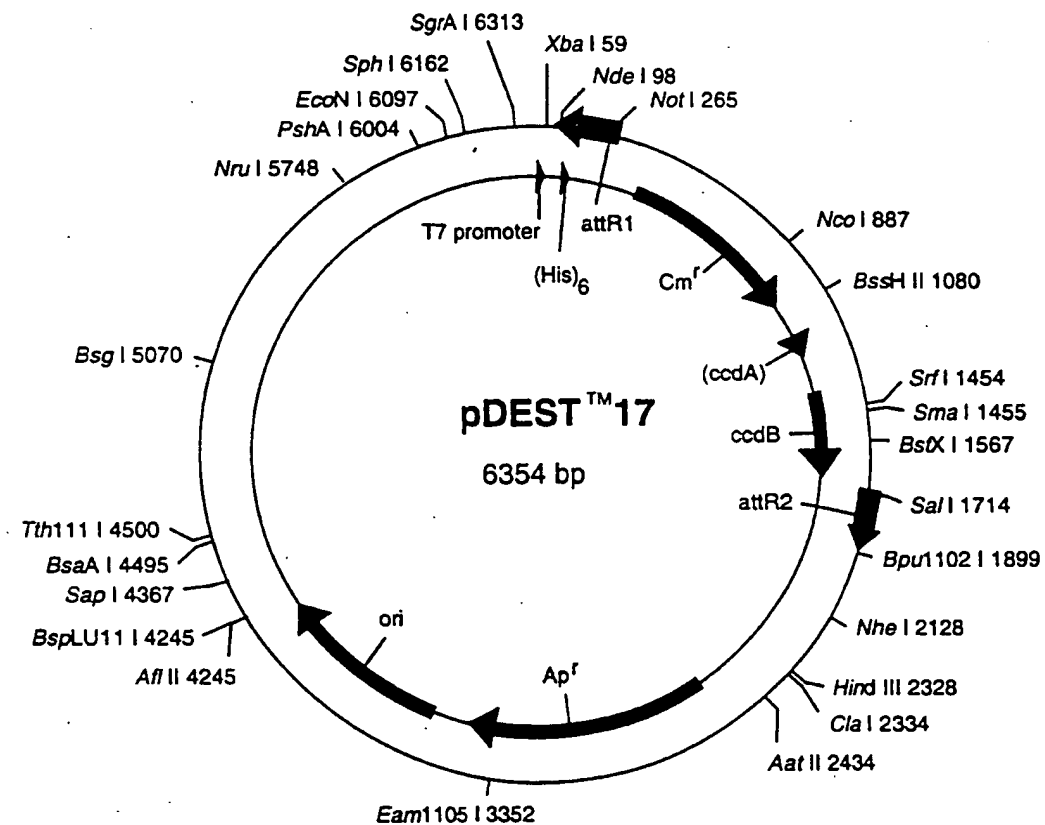 SgrA I 6313
Xba I 59
Sph I 6162
Nde I 98
EcoN I 6097
Not I 265
PshA I 6004
Nru I 5748
T7 promoter
attR1
(His)6
Cmr
Nco I 887
BssH II 1080
Bsg I 5070
(ccdA)
Srf I 1454
pDEST™17
Sma I 1455
ccdB
BstX I 1567
6354 bp
attR2
Sal I 1714
Tth111 I 4500
BsaA I 4495
Bpu1102 I 1899
Sap I 4367
ori
Nhe I 2128
BspLU11 I 4245
Afl II 4245
Apr
Hind III 2328
Cla I 2334
Aat II 2434
Eam1105 I 3352